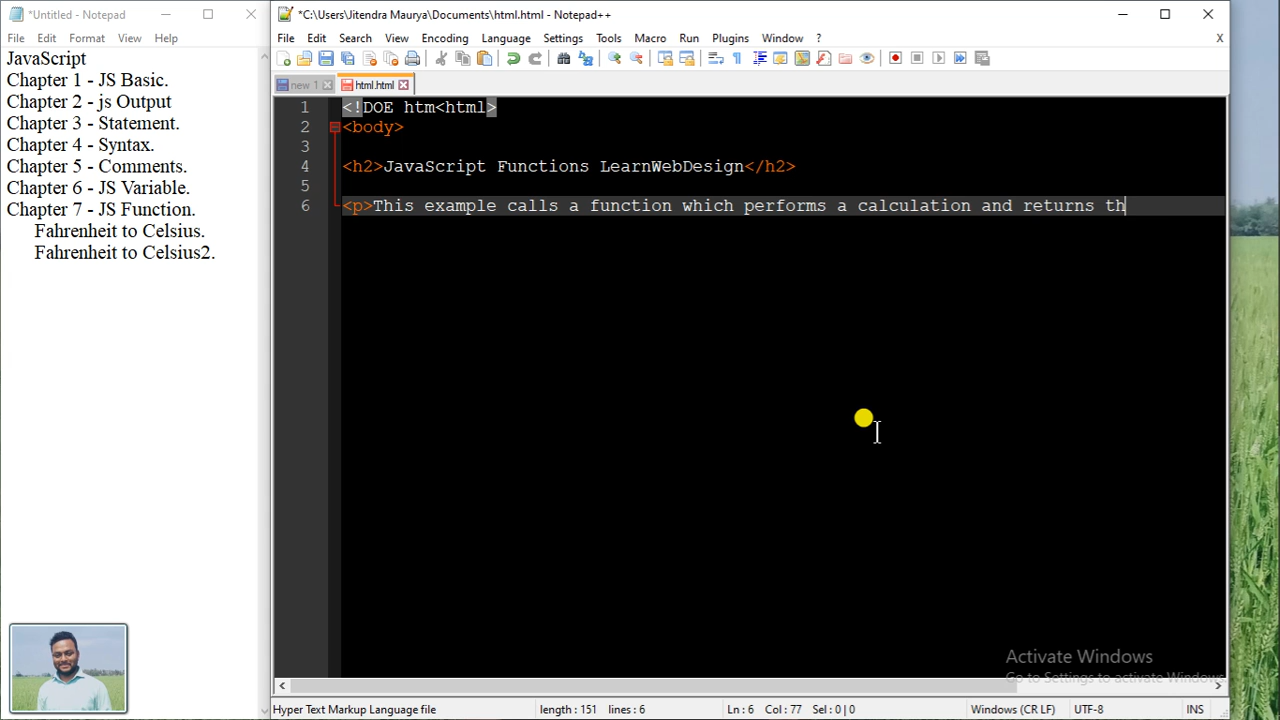 *Untitled - Notepad
File Edit Format View Help
JavaScript
Chapter 1 - JS Basic.
Chapter 2 - js Output
Chapter 3 - Statement.
Chapter 4 - Syntax.
Chapter 5 - Comments.
Chapter 6 - JS Variable.
Chapter 7 - JS Function.
Fahrenheit to Celsius.
Fahrenheit to Celsius2.
*C:\Users\Jitendra Maurya\Documents\html.html - Notepad++
File Edit Search View Encoding Language Settings Tools Macro Run Plugins Window ? X
new 1 html.html
1 <!DOE htm<html>
2 <body>
3
4 <h2>JavaScript Functions LearnWebDesign</h2>
5
6 <p>This example calls a function which performs a calculation and returns th
Activate Windows
Go to Settings to activate Windows.
Hyper Text Markup Language file length : 151 lines : 6 Ln : 6 Col : 77 Sel : 0 | 0 Windows (CR LF) UTF-8 INS